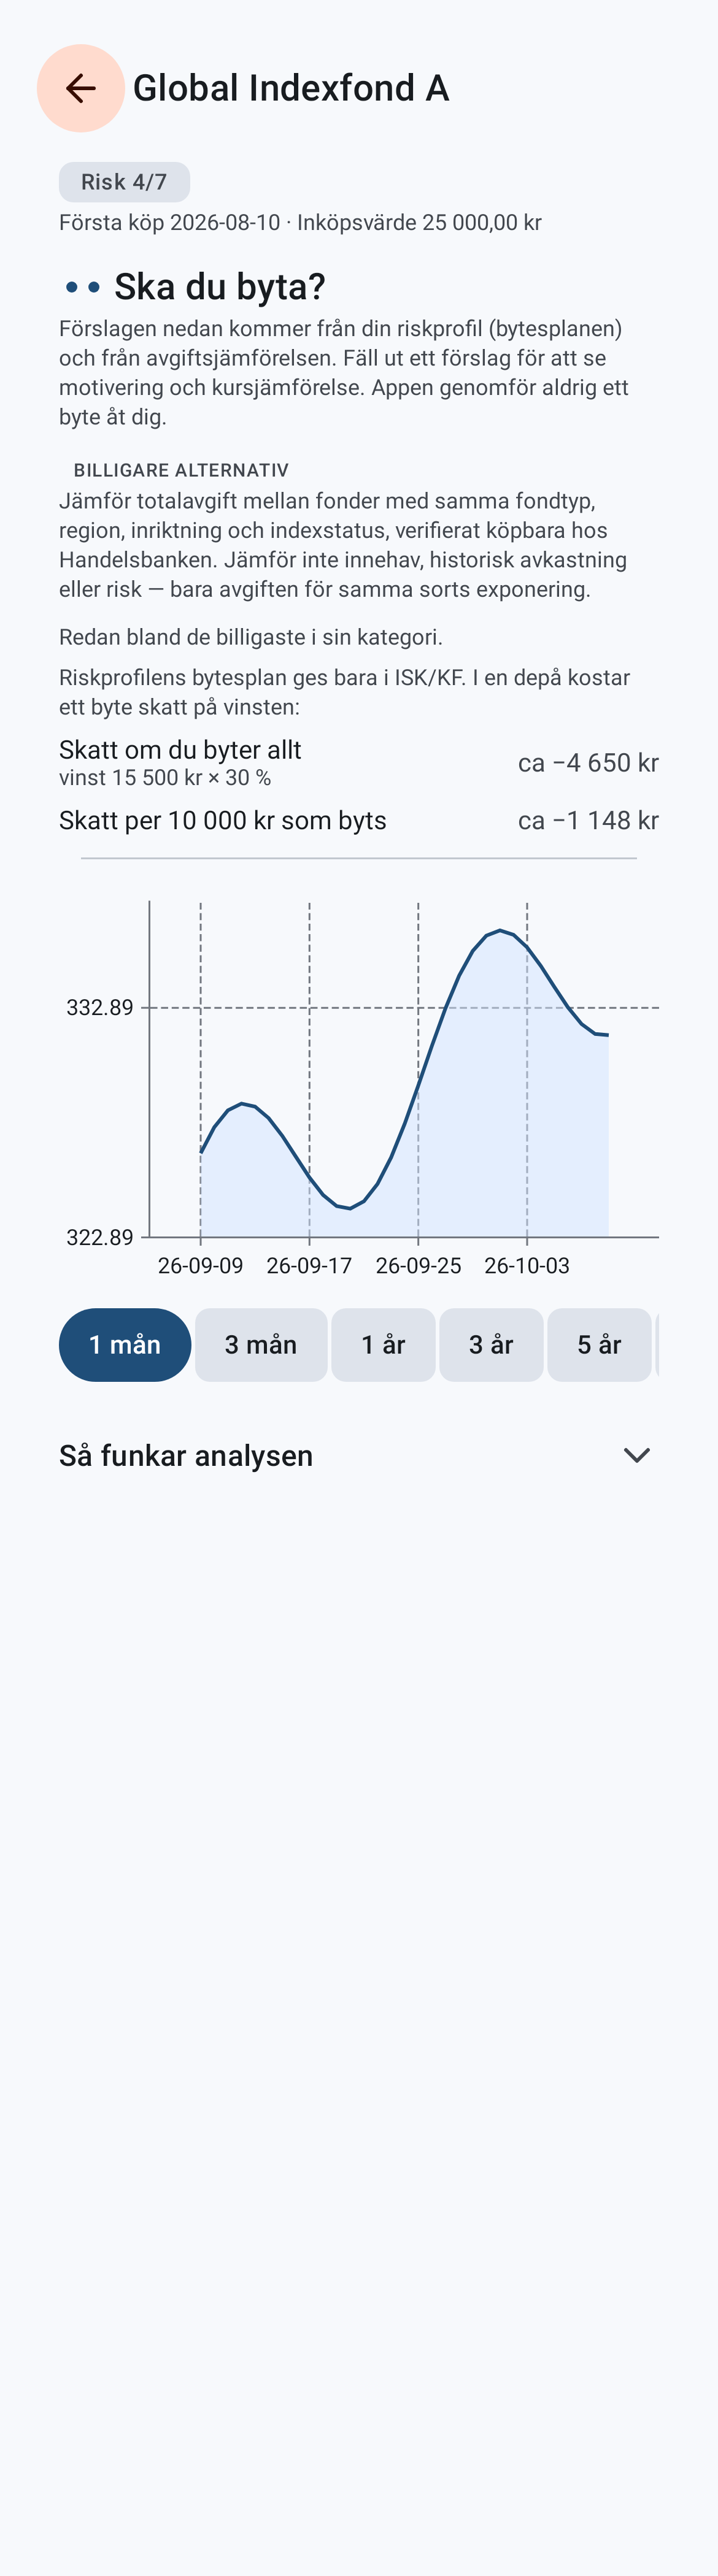 Global Indexfond A
Risk 4/7
Första köp 2026-08-10 · Inköpsvärde 25 000,00 kr
Ska du byta?
Förslagen nedan kommer från din riskprofil (bytesplanen)
och från avgiftsjämförelsen. Fäll ut ett förslag för att se
motivering och kursjämförelse. Appen genomför aldrig ett
byte åt dig.
BILLIGARE ALTERNATIV
Jämför totalavgift mellan fonder med samma fondtyp,
region, inriktning och indexstatus, verifierat köpbara hos
Handelsbanken. Jämför inte innehav, historisk avkastning
eller risk — bara avgiften för samma sorts exponering.
Redan bland de billigaste i sin kategori.
Riskprofilens bytesplan ges bara i ISK/KF. I en depå kostar
ett byte skatt på vinsten:
Skatt om du byter allt
vinst 15 500 kr × 30 %
ca −4 650 kr
Skatt per 10 000 kr som byts
ca −1 148 kr
332.89
322.89
26-09-09 26-09-17 26-09-25 26-10-03
1 mån 3 mån 1 år 3 år 5 år
Så funkar analysen